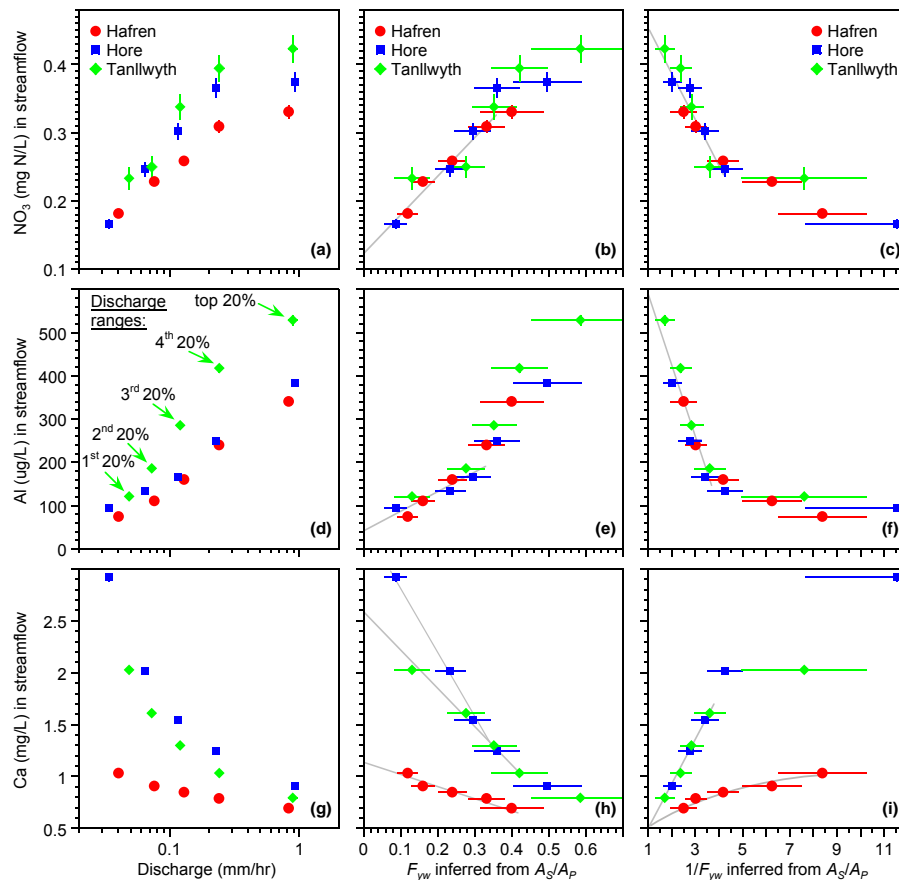 Hafren
Hore
Tanllwyth
Hafren
Hore
Tanllwyth
Hafren
Hore
Tanllwyth
NO3 (mg N/L) in streamflow
0.4
0.3
0.2
0.1
(a)
(b)
(c)
Discharge
ranges:
top 20%
4th 20%
3rd 20%
2nd 20%
1st 20%
Al (ug/L) in streamflow
500
400
300
200
100
0
(d)
(e)
(f)
Ca (mg/L) in streamflow
2.5
2
1.5
1
0.5
(g)
(h)
(i)
0.1 1
0 0.1 0.2 0.3 0.4 0.5 0.6
1 3 5 7 9 11
Discharge (mm/hr)
Fyw inferred from AS/AP
1/Fyw inferred from AS/AP